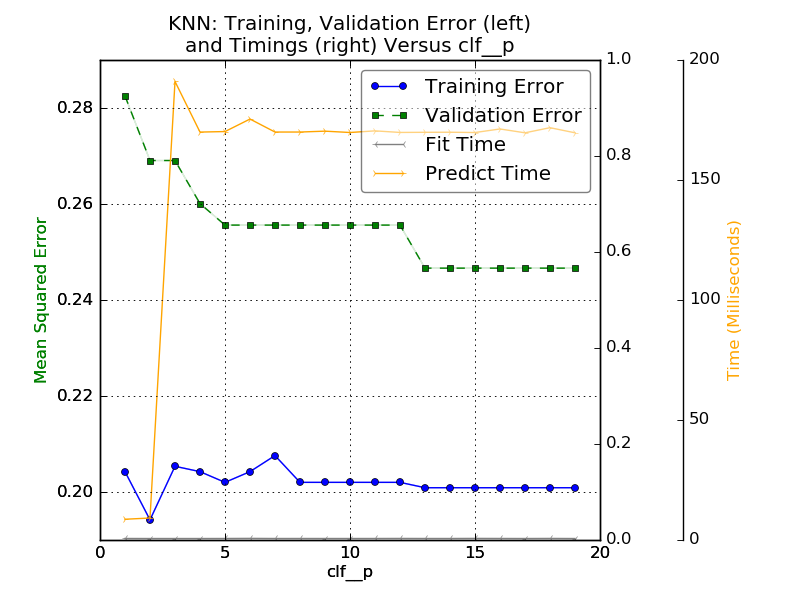 KNN: Training, Validation Error (left)
and Timings (right) Versus clf__p
Training Error
Validation Error
Fit Time
Predict Time
Mean Squared Error
0.28
0.26
0.24
0.22
0.20
0
5
10
15
20
clf__p
1.0
0.8
0.6
0.4
0.2
0.0
200
150
100
50
0
Time (Milliseconds)